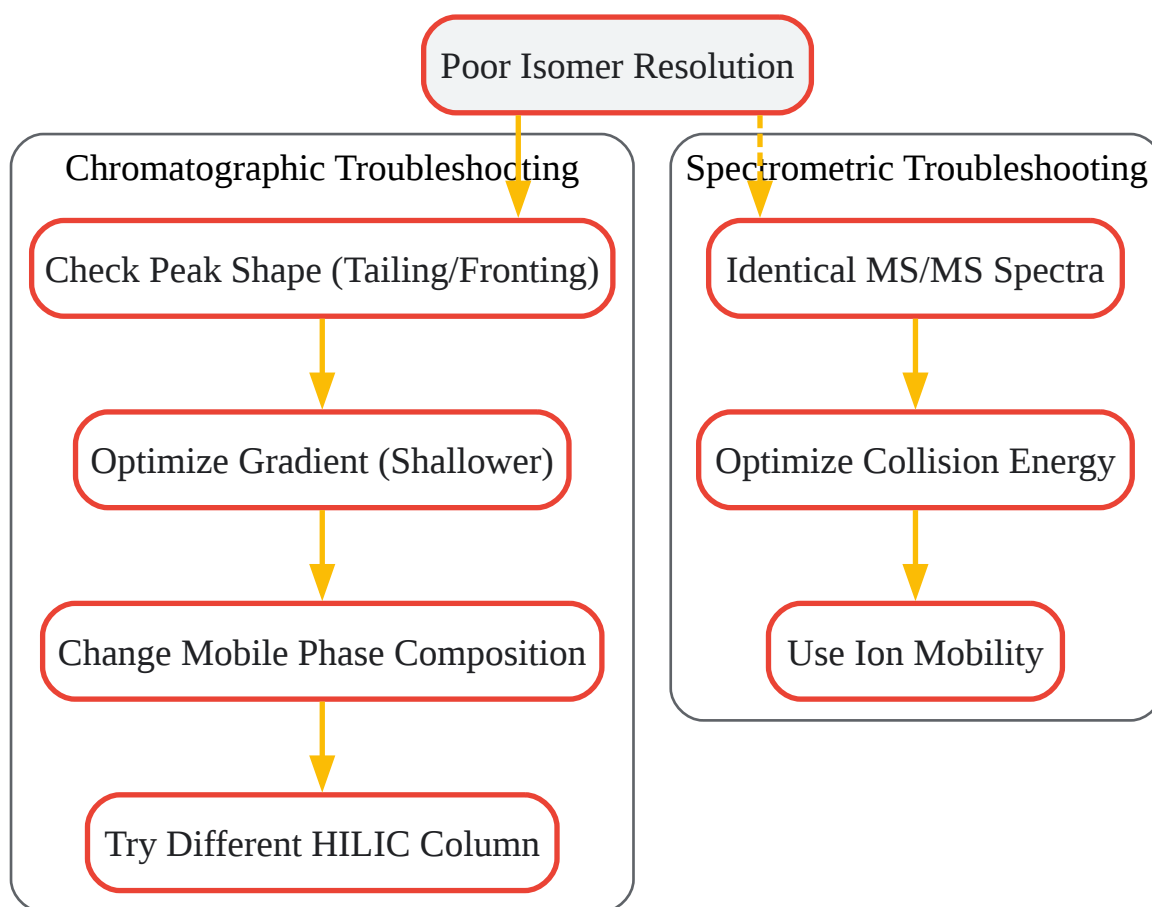 Poor Isomer Resolution
Chromatographic Troubleshooting
Check Peak Shape (Tailing/Fronting)
Optimize Gradient (Shallower)
Change Mobile Phase Composition
Try Different HILIC Column
Spectrometric Troubleshooting
Identical MS/MS Spectra
Optimize Collision Energy
Use Ion Mobility